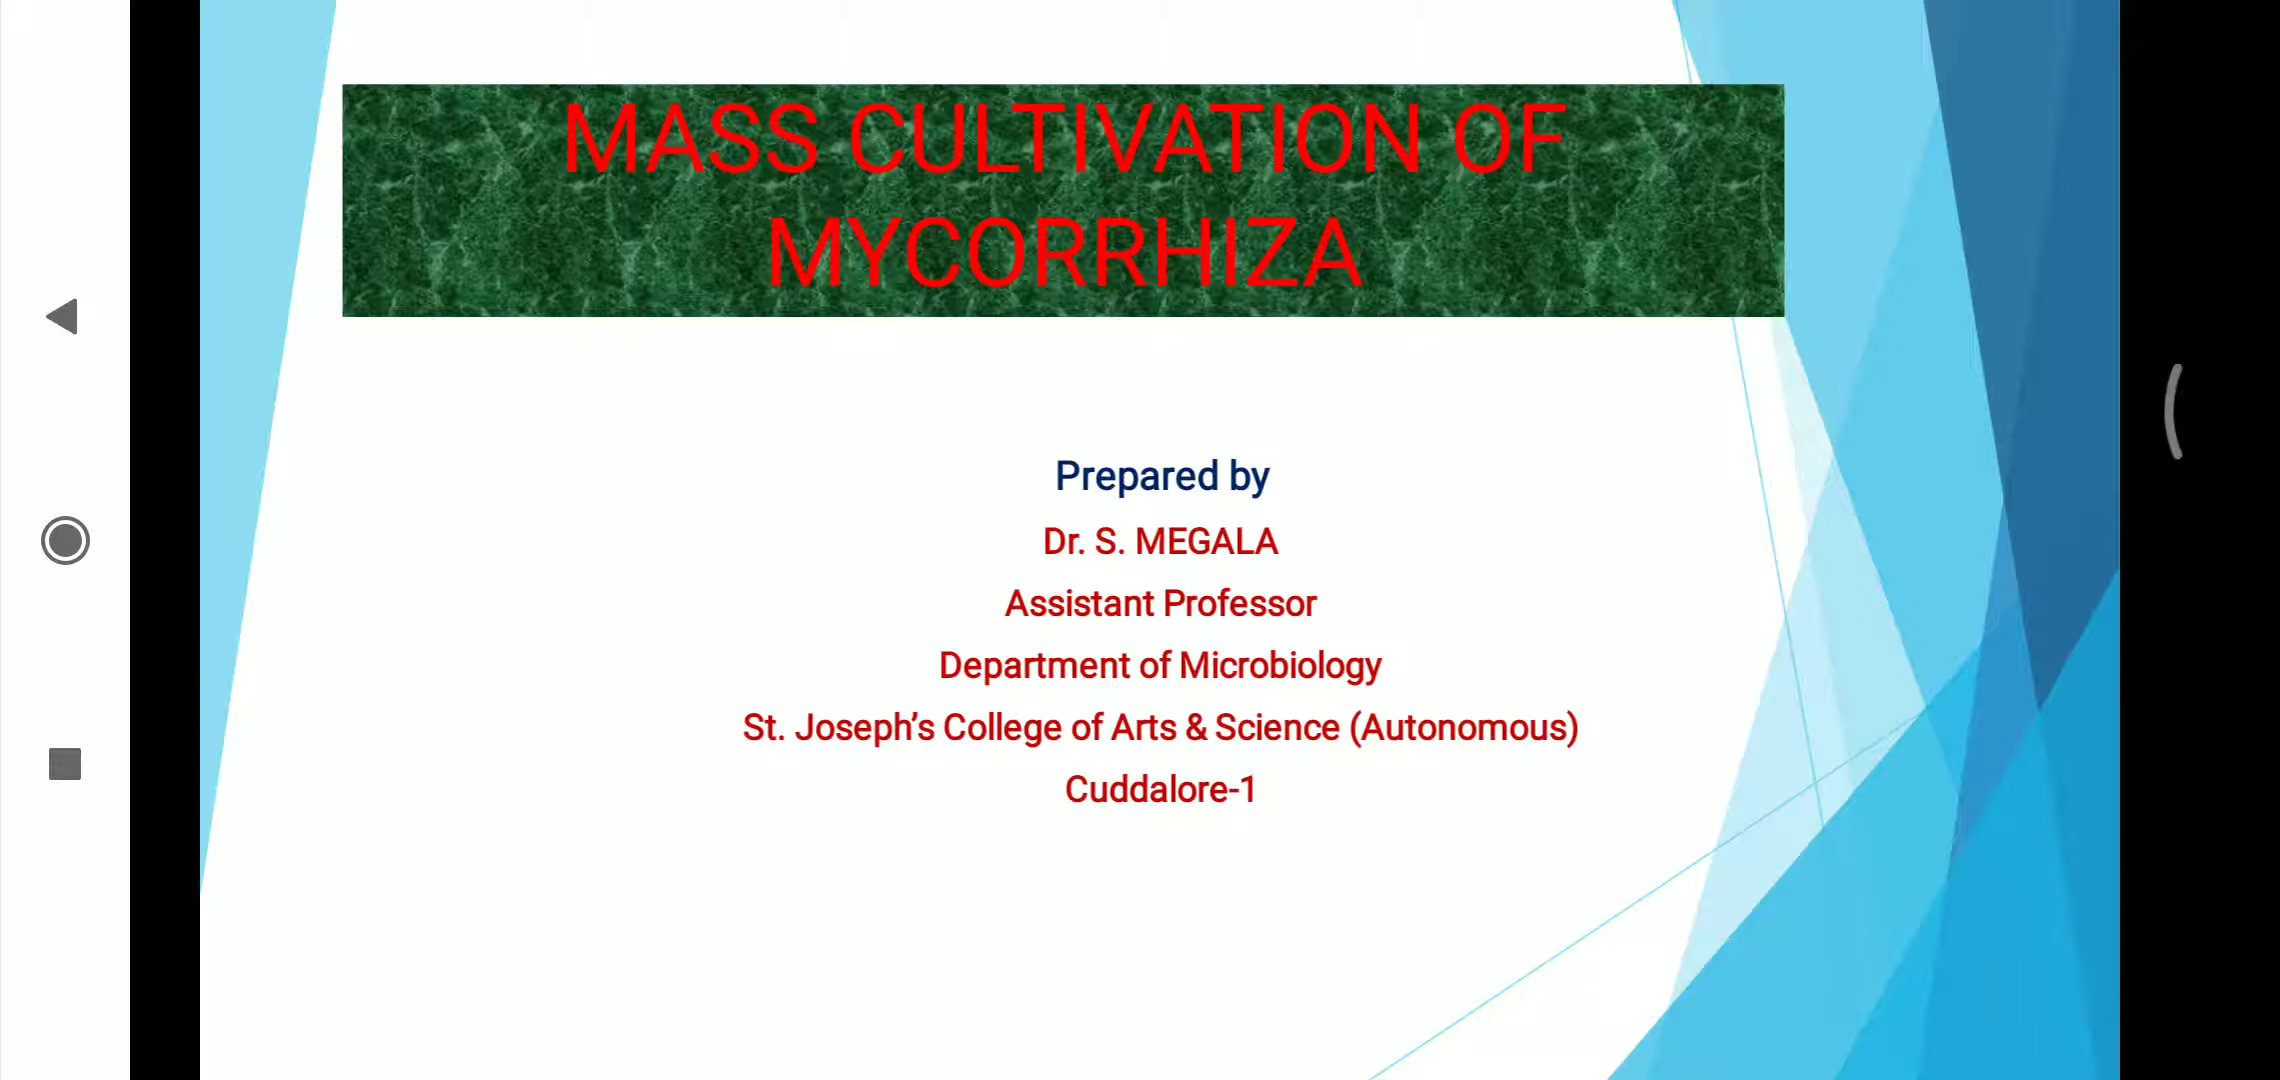 MASS CULTIVATION OF
MYCORRHIZA
Prepared by
Dr. S. MEGALA
Assistant Professor
Department of Microbiology
St. Joseph’s College of Arts & Science (Autonomous)
Cuddalore-1